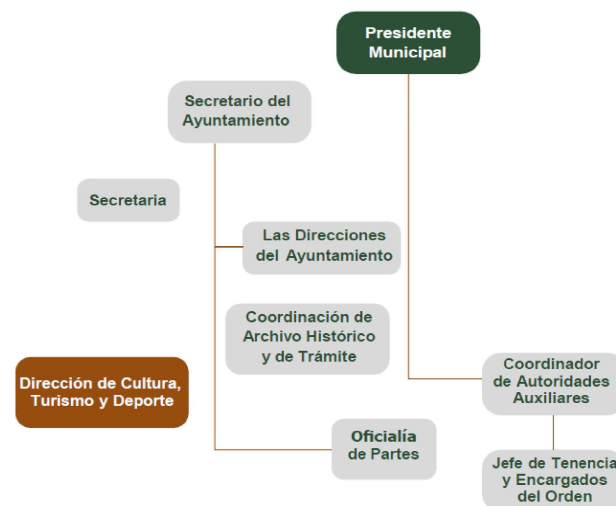 Presidente
Municipal
Secretario del
Ayuntamiento
Secretaria
Las Direcciones
del Ayuntamiento
Coordinación de
Archivo Histórico
y de Trámite
Dirección de Cultura,
Turismo y Deporte
Coordinador
de Autoridades
Auxiliares
Oficialía
de Partes
Jefe de Tenencia
y Encargados
del Orden